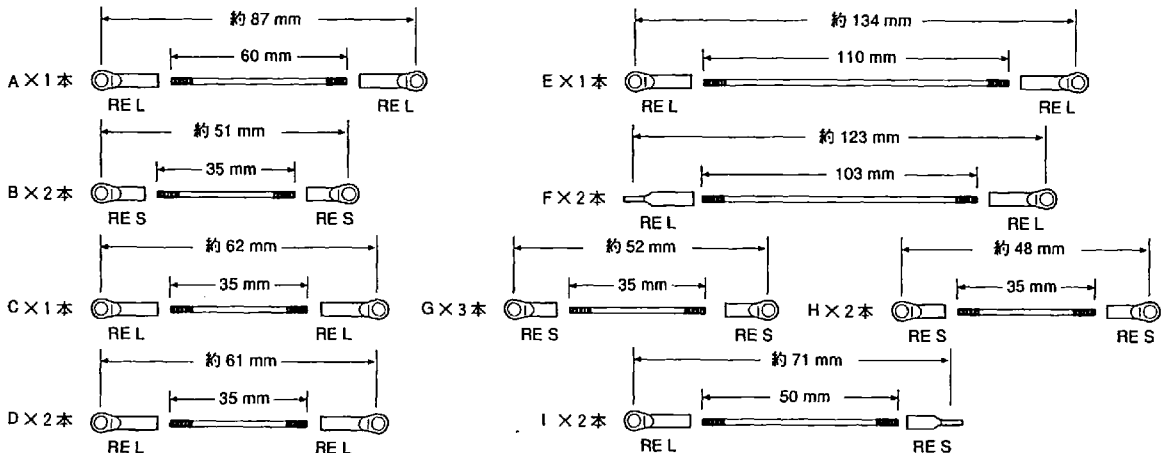 約 87 mm
60 mm
A×1本
RE L
RE L
約 51 mm
35 mm
B×2本
RE S
RE S
約 62 mm
35 mm
C×1本
RE L
RE L
約 61 mm
35 mm
D×2本
RE L
RE L
約 134 mm
110 mm
E×1本
RE L
RE L
約 123 mm
103 mm
F×2本
RE L
RE L
約 52 mm
35 mm
G×3本
RE S
RE S
約 48 mm
35 mm
H×2本
RE S
RE S
約 71 mm
50 mm
I×2本
RE L
RE S